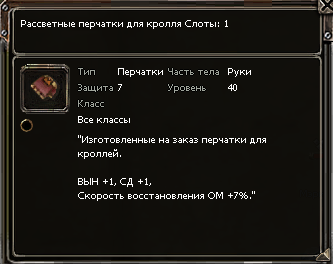 Рассветные перчатки для кролля Слоты: 1
Тип Перчатки Часть тела Руки
Защита 7 Уровень 40
Класс
Все классы
"Изготовленные на заказ перчатки для
кроллей.
ВЫН +1, СД +1,
Скорость восстановления ОМ +7%."